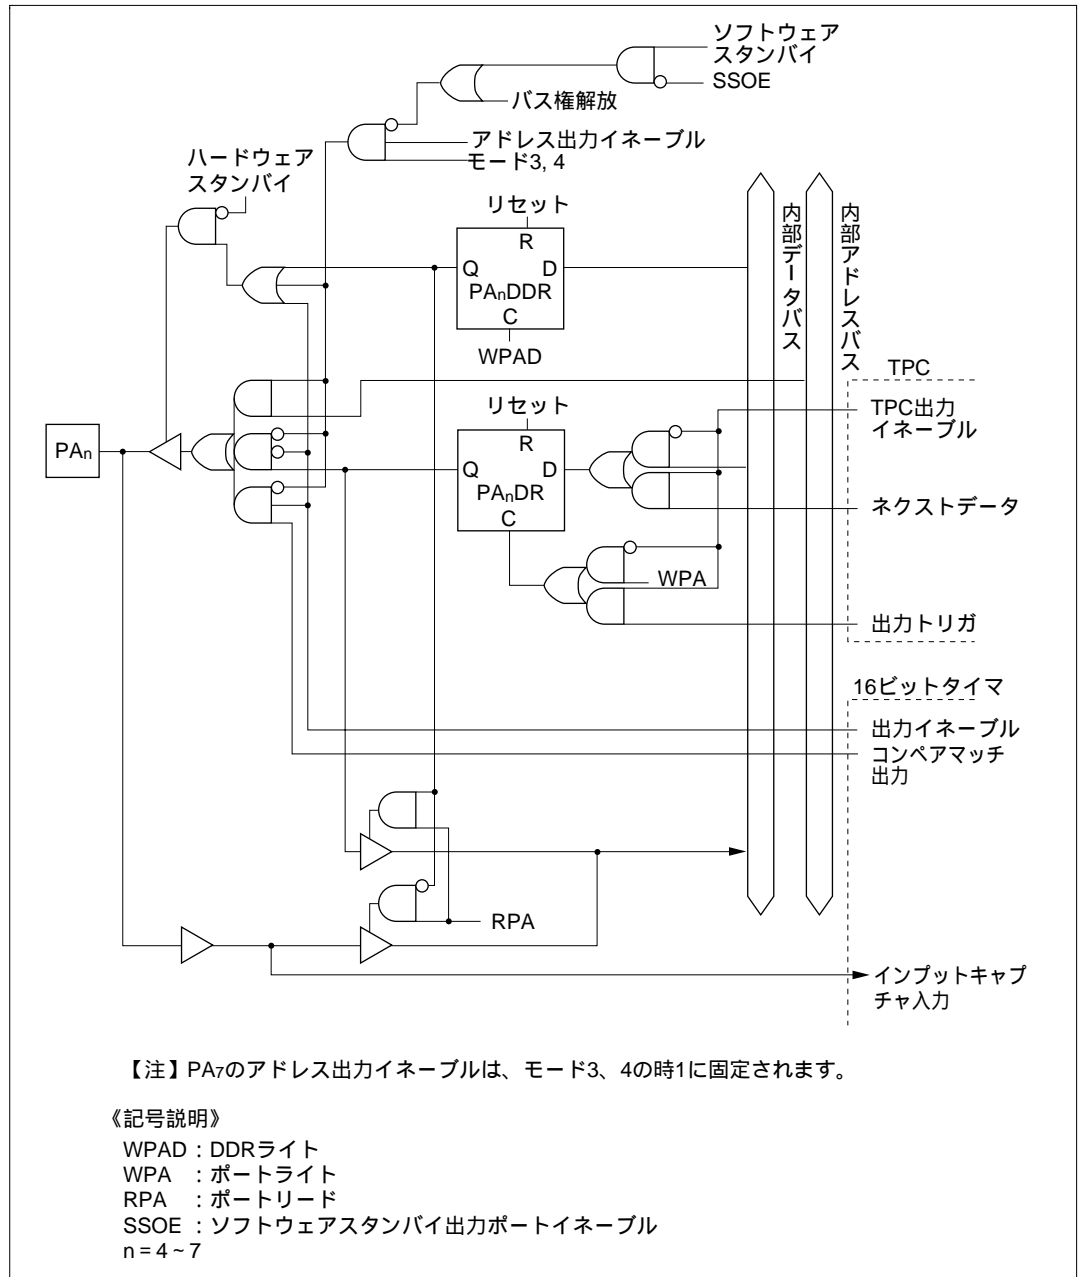 ソフトウェア
スタンバイ
SSOE
バス権解放
アドレス出力イネーブル
モード3, 4
ハードウェア
スタンバイ
リセット
R
Q D
PAnDDR
C
WPAD
内部データバス
内部アドレスバス
TPC
リセット
R
Q D
PAnDR
C
TPC出力
イネーブル
PAn
ネクストデータ
WPA
出力トリガ
16ビットタイマ
出力イネーブル
コンペアマッチ
出力
RPA
インプットキャプ
チャ入力
【注】PA7のアドレス出力イネーブルは、モード3、4の時1に固定されます。
《記号説明》
WPAD：DDRライト
WPA ：ポートライト
RPA ：ポートリード
SSOE：ソフトウェアスタンバイ出力ポートイネーブル
n = 4 ~ 7